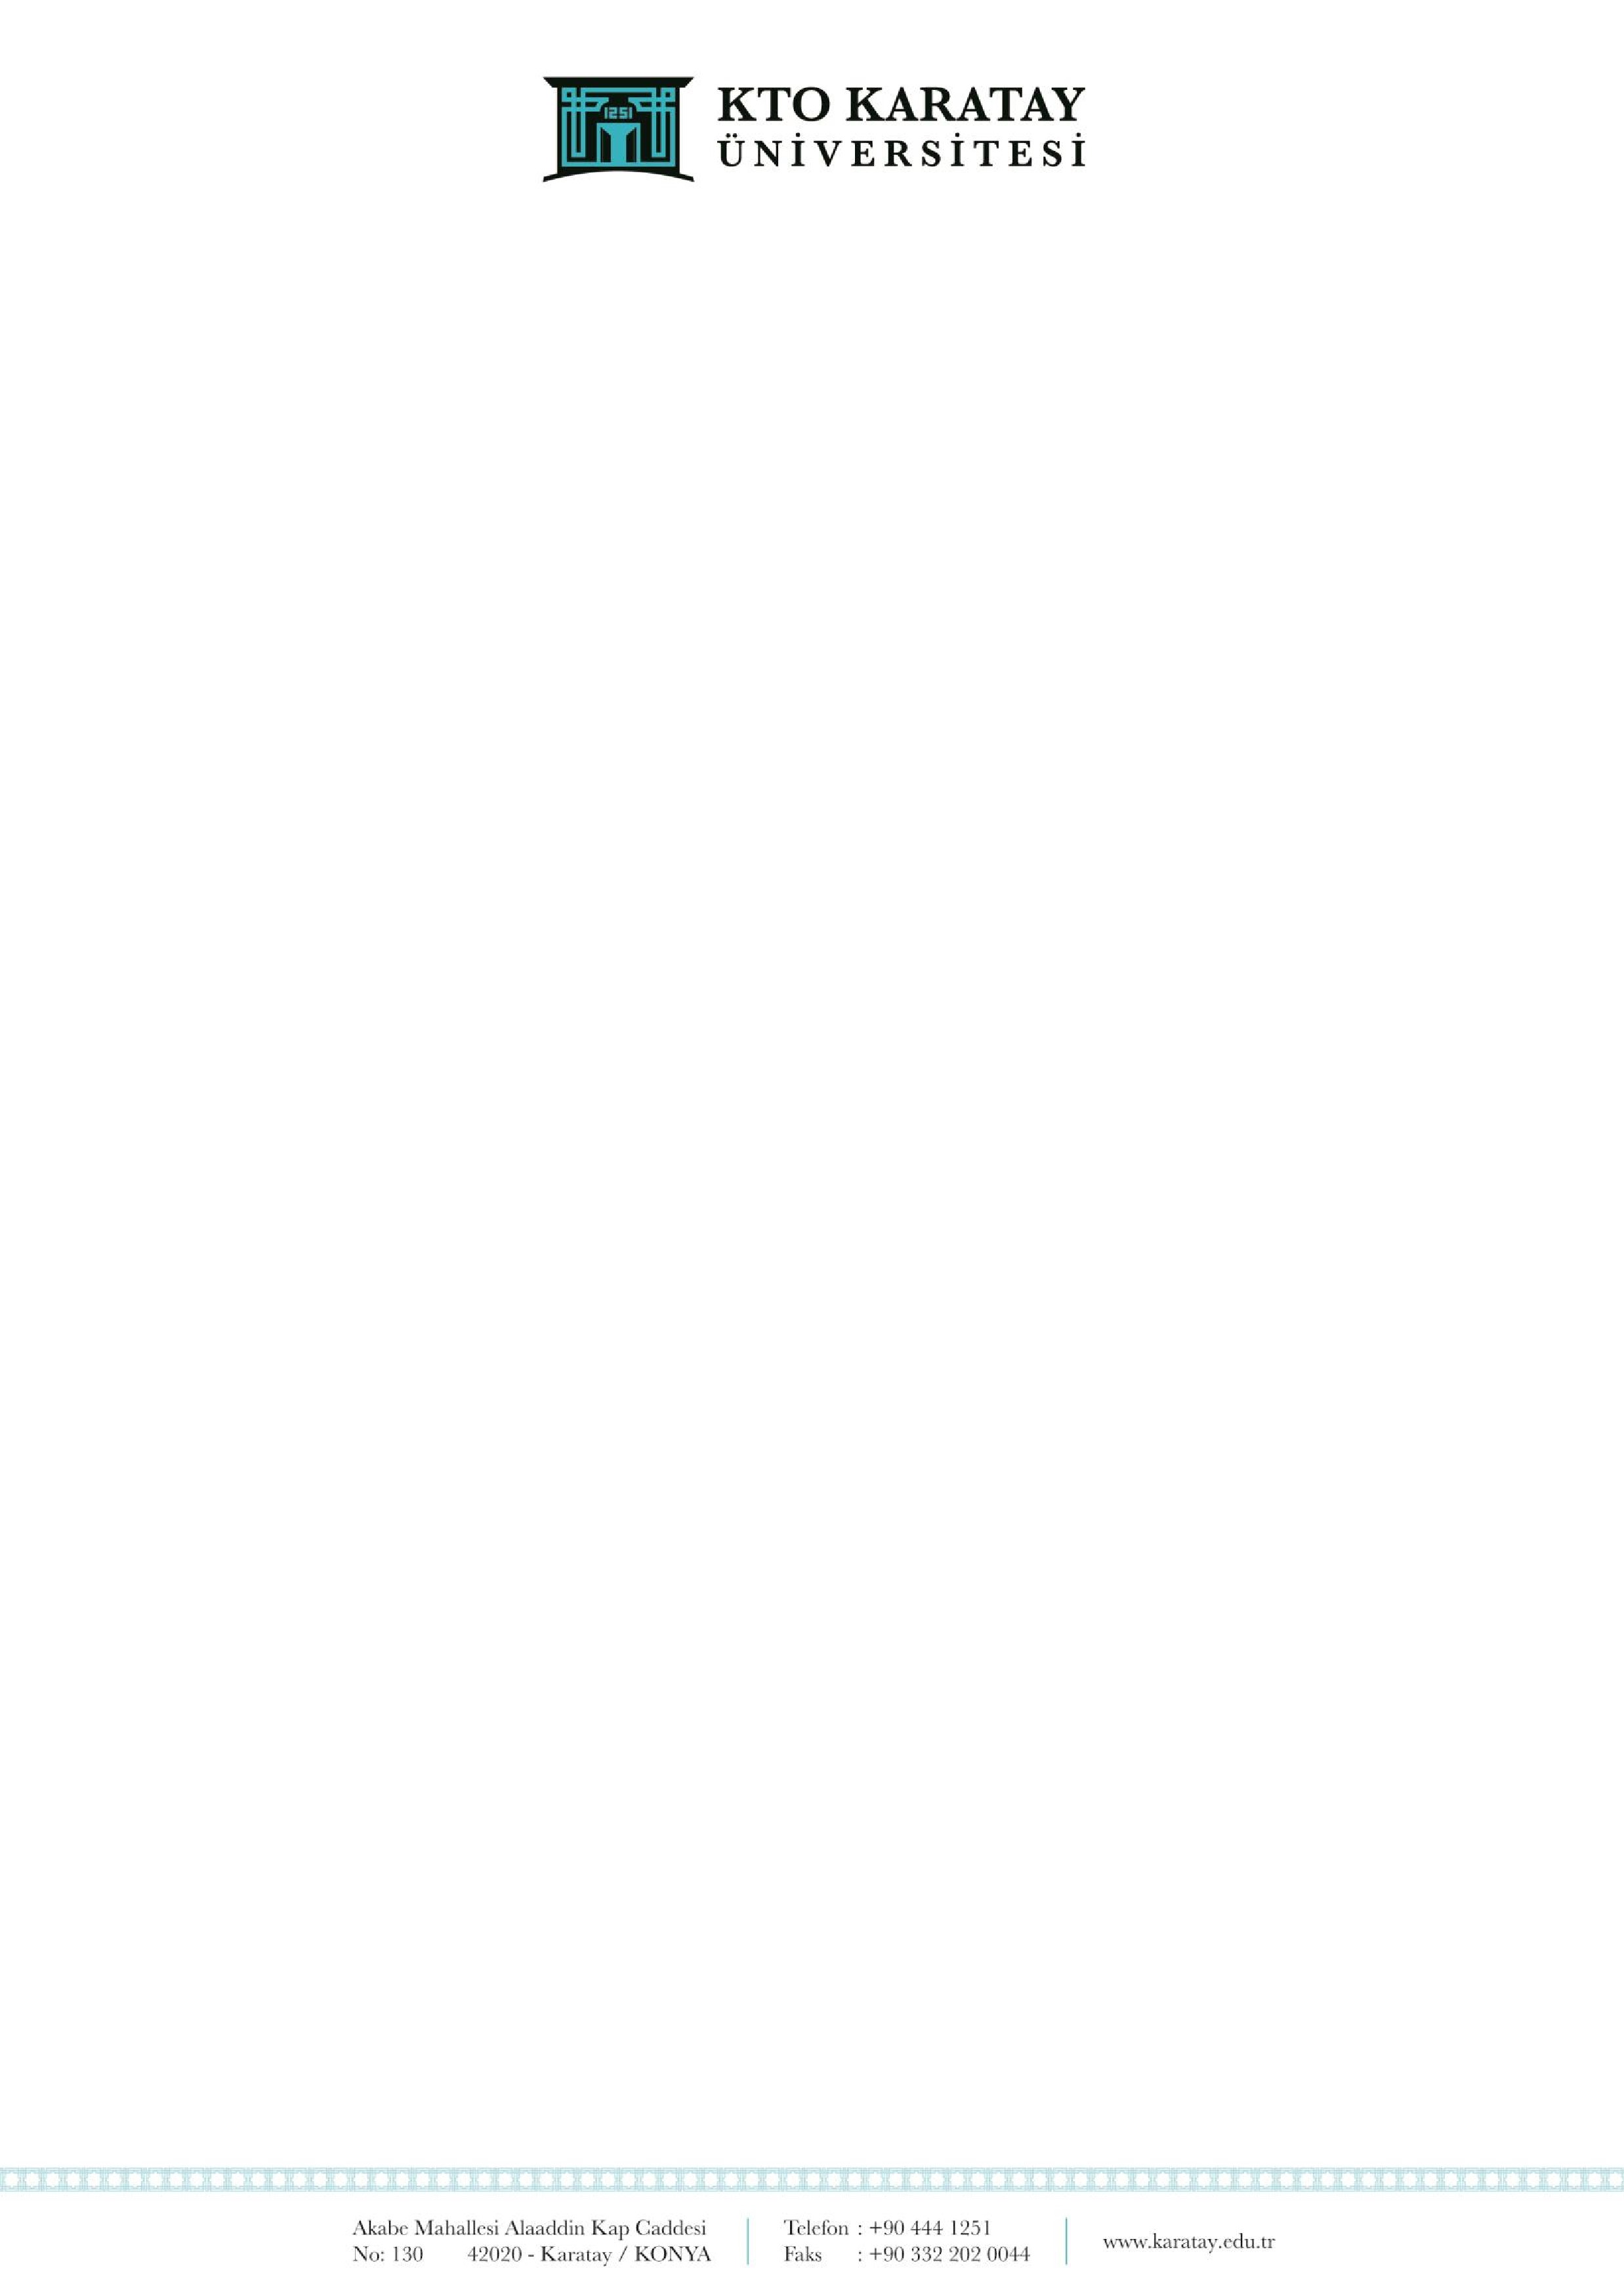 1251
KTO KARATAY
ÜNİVERSİTESİ
Akabe Mahallesi Alaaddin Kap Caddesi
No: 130 42020 - Karatay / KONYA
Telefon : +90 444 1251
Faks : +90 332 202 0044
www.karatay.edu.tr